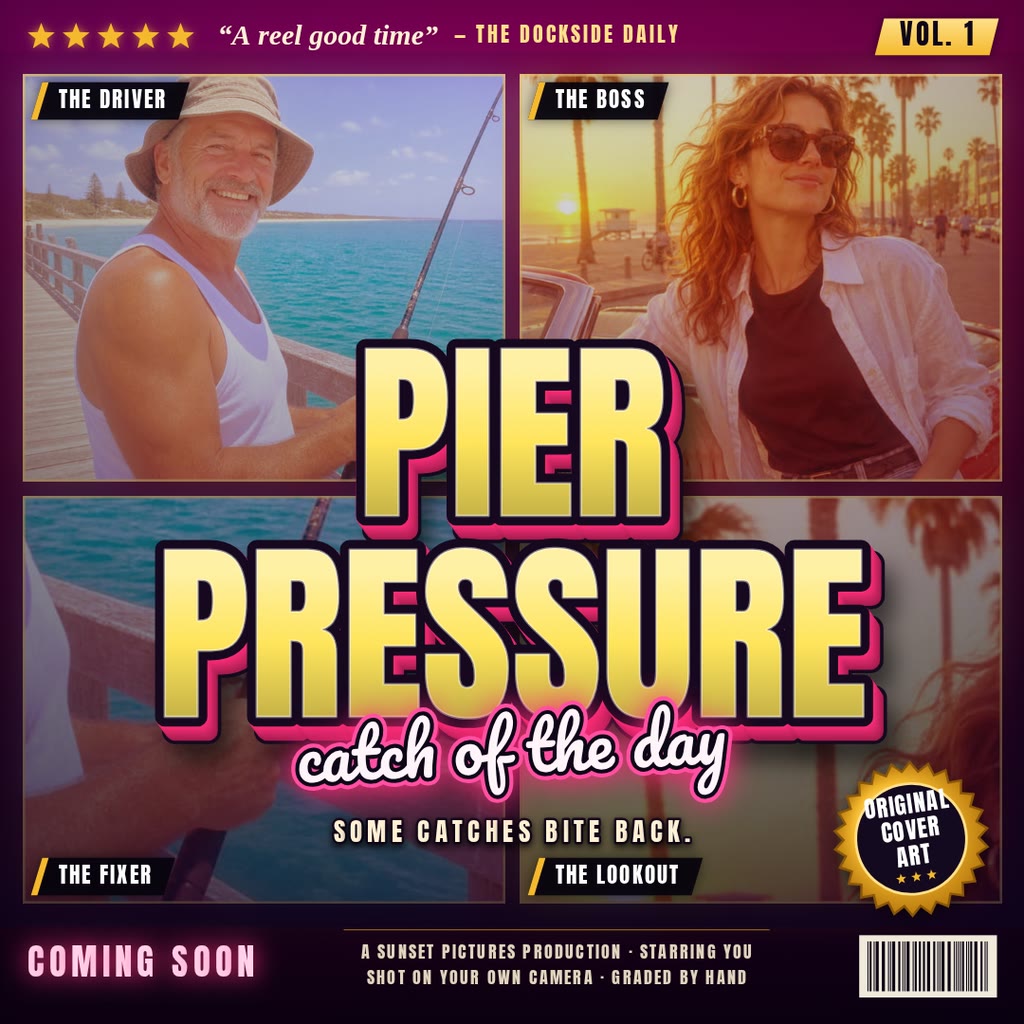 “A reel good time” – THE DOCKSIDE DAILY
VOL. 1
THE DRIVER
THE BOSS
PIER
PRESSURE
catch of the day
SOME CATCHES BITE BACK.
THE FIXER
THE LOOKOUT
ORIGINAL
COVER
ART
COMING SOON
A SUNSET PICTURES PRODUCTION · STARRING YOU
SHOT ON YOUR OWN CAMERA · GRADED BY HAND